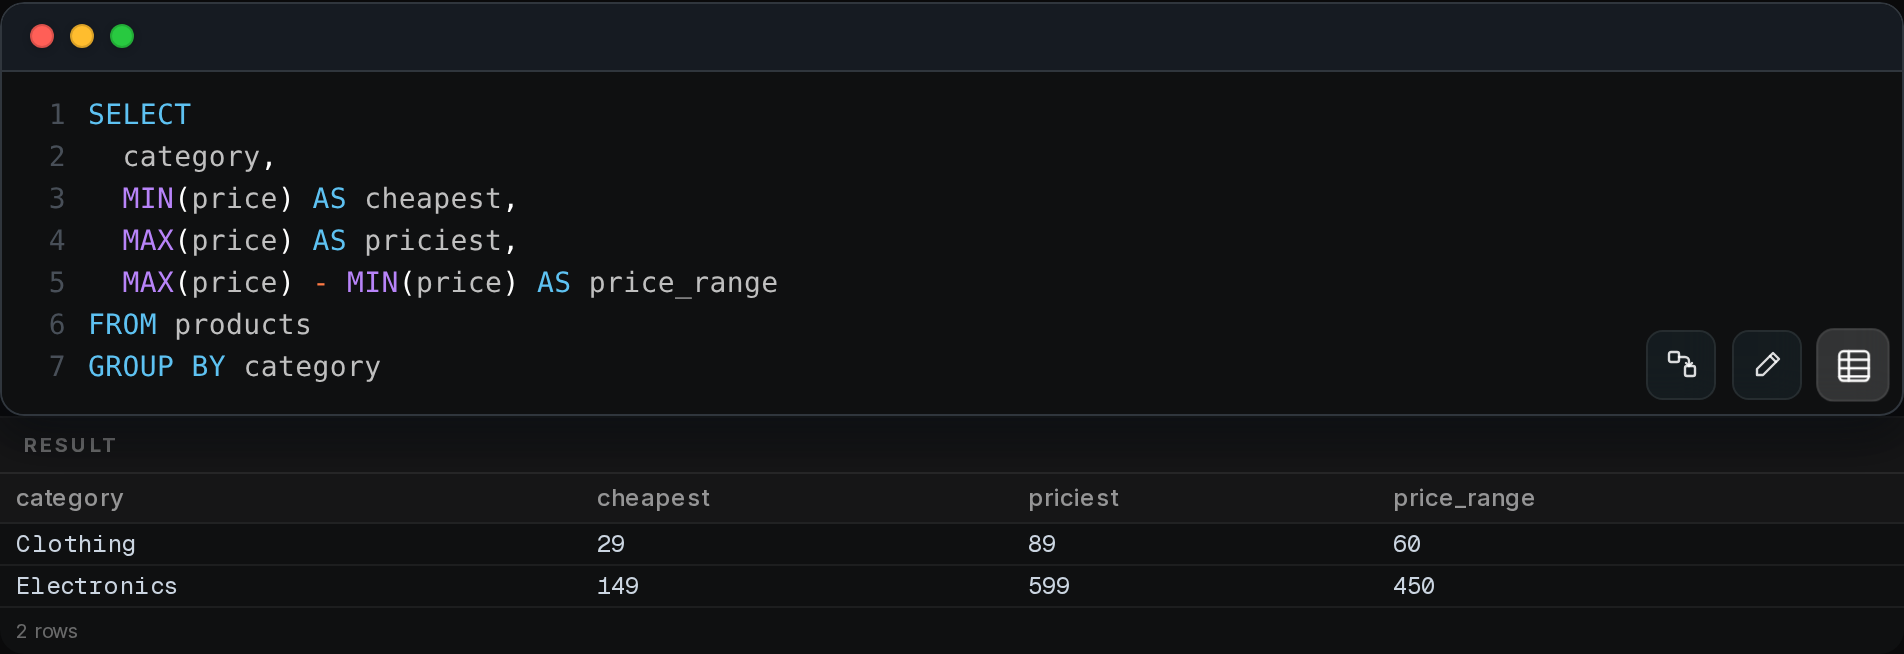 1 SELECT
2   category,
3   MIN(price) AS cheapest,
4   MAX(price) AS priciest,
5   MAX(price) - MIN(price) AS price_range
6 FROM products
7 GROUP BY category
RESULT
category cheapest priciest price_range
Clothing 29 89 60
Electronics 149 599 450
2 rows